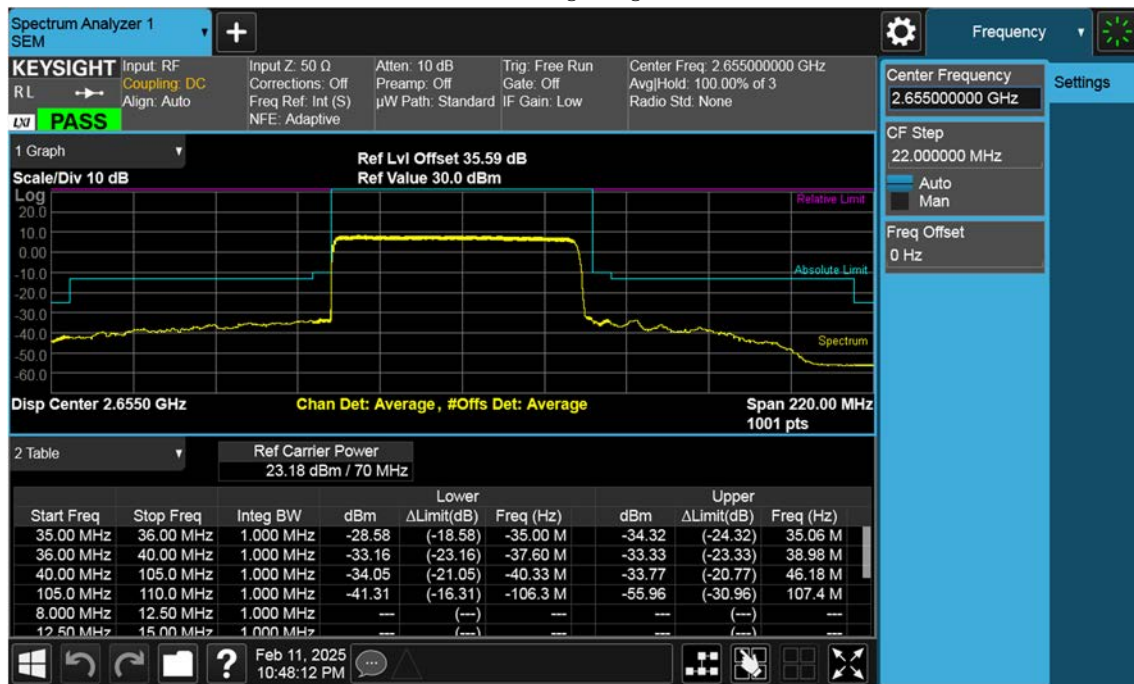 Spectrum Analyzer 1
SEM
+
Frequency
KEYSIGHT
RL
LXI PASS
Input: RF
Coupling: DC
Align: Auto
Input Z: 50 Ω
Corrections: Off
Freq Ref: Int (S)
NFE: Adaptive
Atten: 10 dB
Preamp: Off
µW Path: Standard
Trig: Free Run
Gate: Off
IF Gain: Low
Center Freq: 2.655000000 GHz
Avg|Hold: 100.00% of 3
Radio Std: None
Center Frequency
2.655000000 GHz
Settings
CF Step
22.000000 MHz
Auto
Man
Freq Offset
0 Hz
1 Graph
Scale/Div 10 dB
Ref Lvl Offset 35.59 dB
Ref Value 30.0 dBm
Log
20.0
10.0
0.00
-10.0
-20.0
-30.0
-40.0
-50.0
-60.0
Relative Limit
Absolute Limit
Spectrum
Disp Center 2.6550 GHz
Chan Det: Average, #Offs Det: Average
Span 220.00 MHz
1001 pts
2 Table
Ref Carrier Power
23.18 dBm / 70 MHz
Lower Upper
Start Freq Stop Freq Integ BW dBm ΔLimit(dB) Freq (Hz) dBm ΔLimit(dB) Freq (Hz)
35.00 MHz 36.00 MHz 1.000 MHz -28.58 (-18.58) -35.00 M -34.32 (-24.32) 35.06 M
36.00 MHz 40.00 MHz 1.000 MHz -33.16 (-23.16) -37.60 M -33.33 (-23.33) 38.98 M
40.00 MHz 105.0 MHz 1.000 MHz -34.05 (-21.05) -40.33 M -33.77 (-20.77) 46.18 M
105.0 MHz 110.0 MHz 1.000 MHz -41.31 (-16.31) -106.3 M -55.96 (-30.96) 107.4 M
8.000 MHz 12.50 MHz 1.000 MHz --- (---) --- --- (---) ---
12.50 MHz 15.00 MHz 1.000 MHz --- (---) --- --- (---) ---
?
Feb 11, 2025
10:48:12 PM